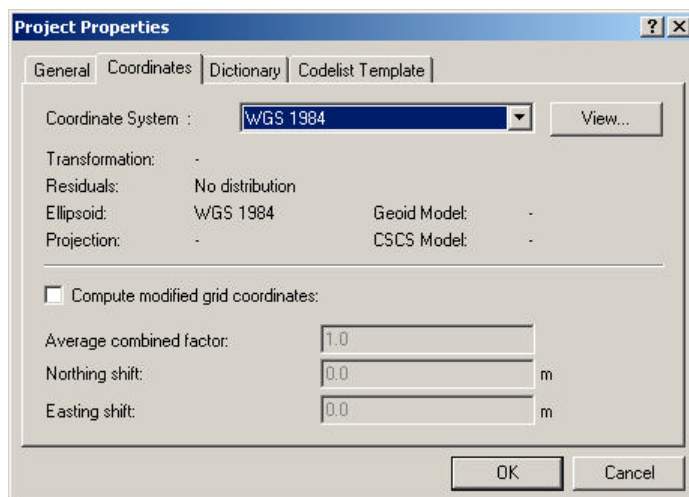 Project Properties
General Coordinates Dictionary Codelist Template
Coordinate System : WGS 1984 View...
Transformation: -
Residuals: No distribution
Ellipsoid: WGS 1984 Geoid Model: -
Projection: - CSCS Model: -
Compute modified grid coordinates:
Average combined factor: 1.0
Northing shift: 0.0 m
Easting shift: 0.0 m
OK Cancel